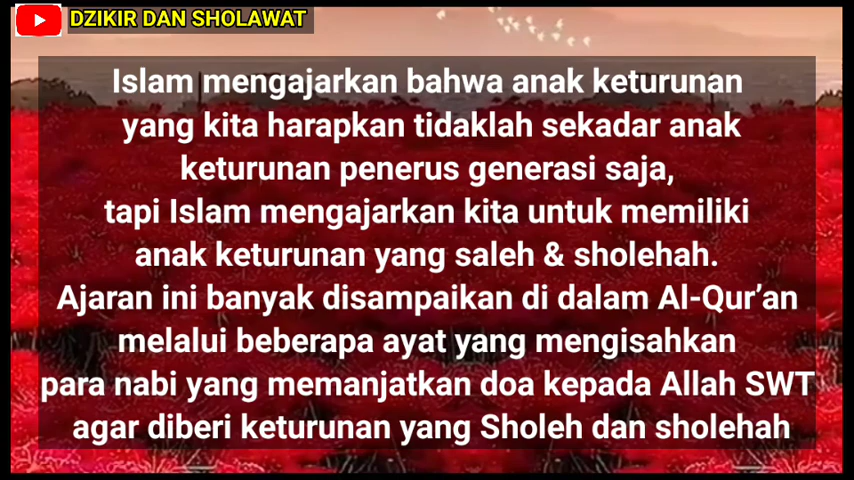 DZIKIR DAN SHOLAWAT
Islam mengajarkan bahwa anak keturunan
yang kita harapkan tidaklah sekadar anak
keturunan penerus generasi saja,
tapi Islam mengajarkan kita untuk memiliki
anak keturunan yang saleh & sholehah.
Ajaran ini banyak disampaikan di dalam Al-Qur’an
melalui beberapa ayat yang mengisahkan
para nabi yang memanjatkan doa kepada Allah SWT
agar diberi keturunan yang Sholeh dan sholehah